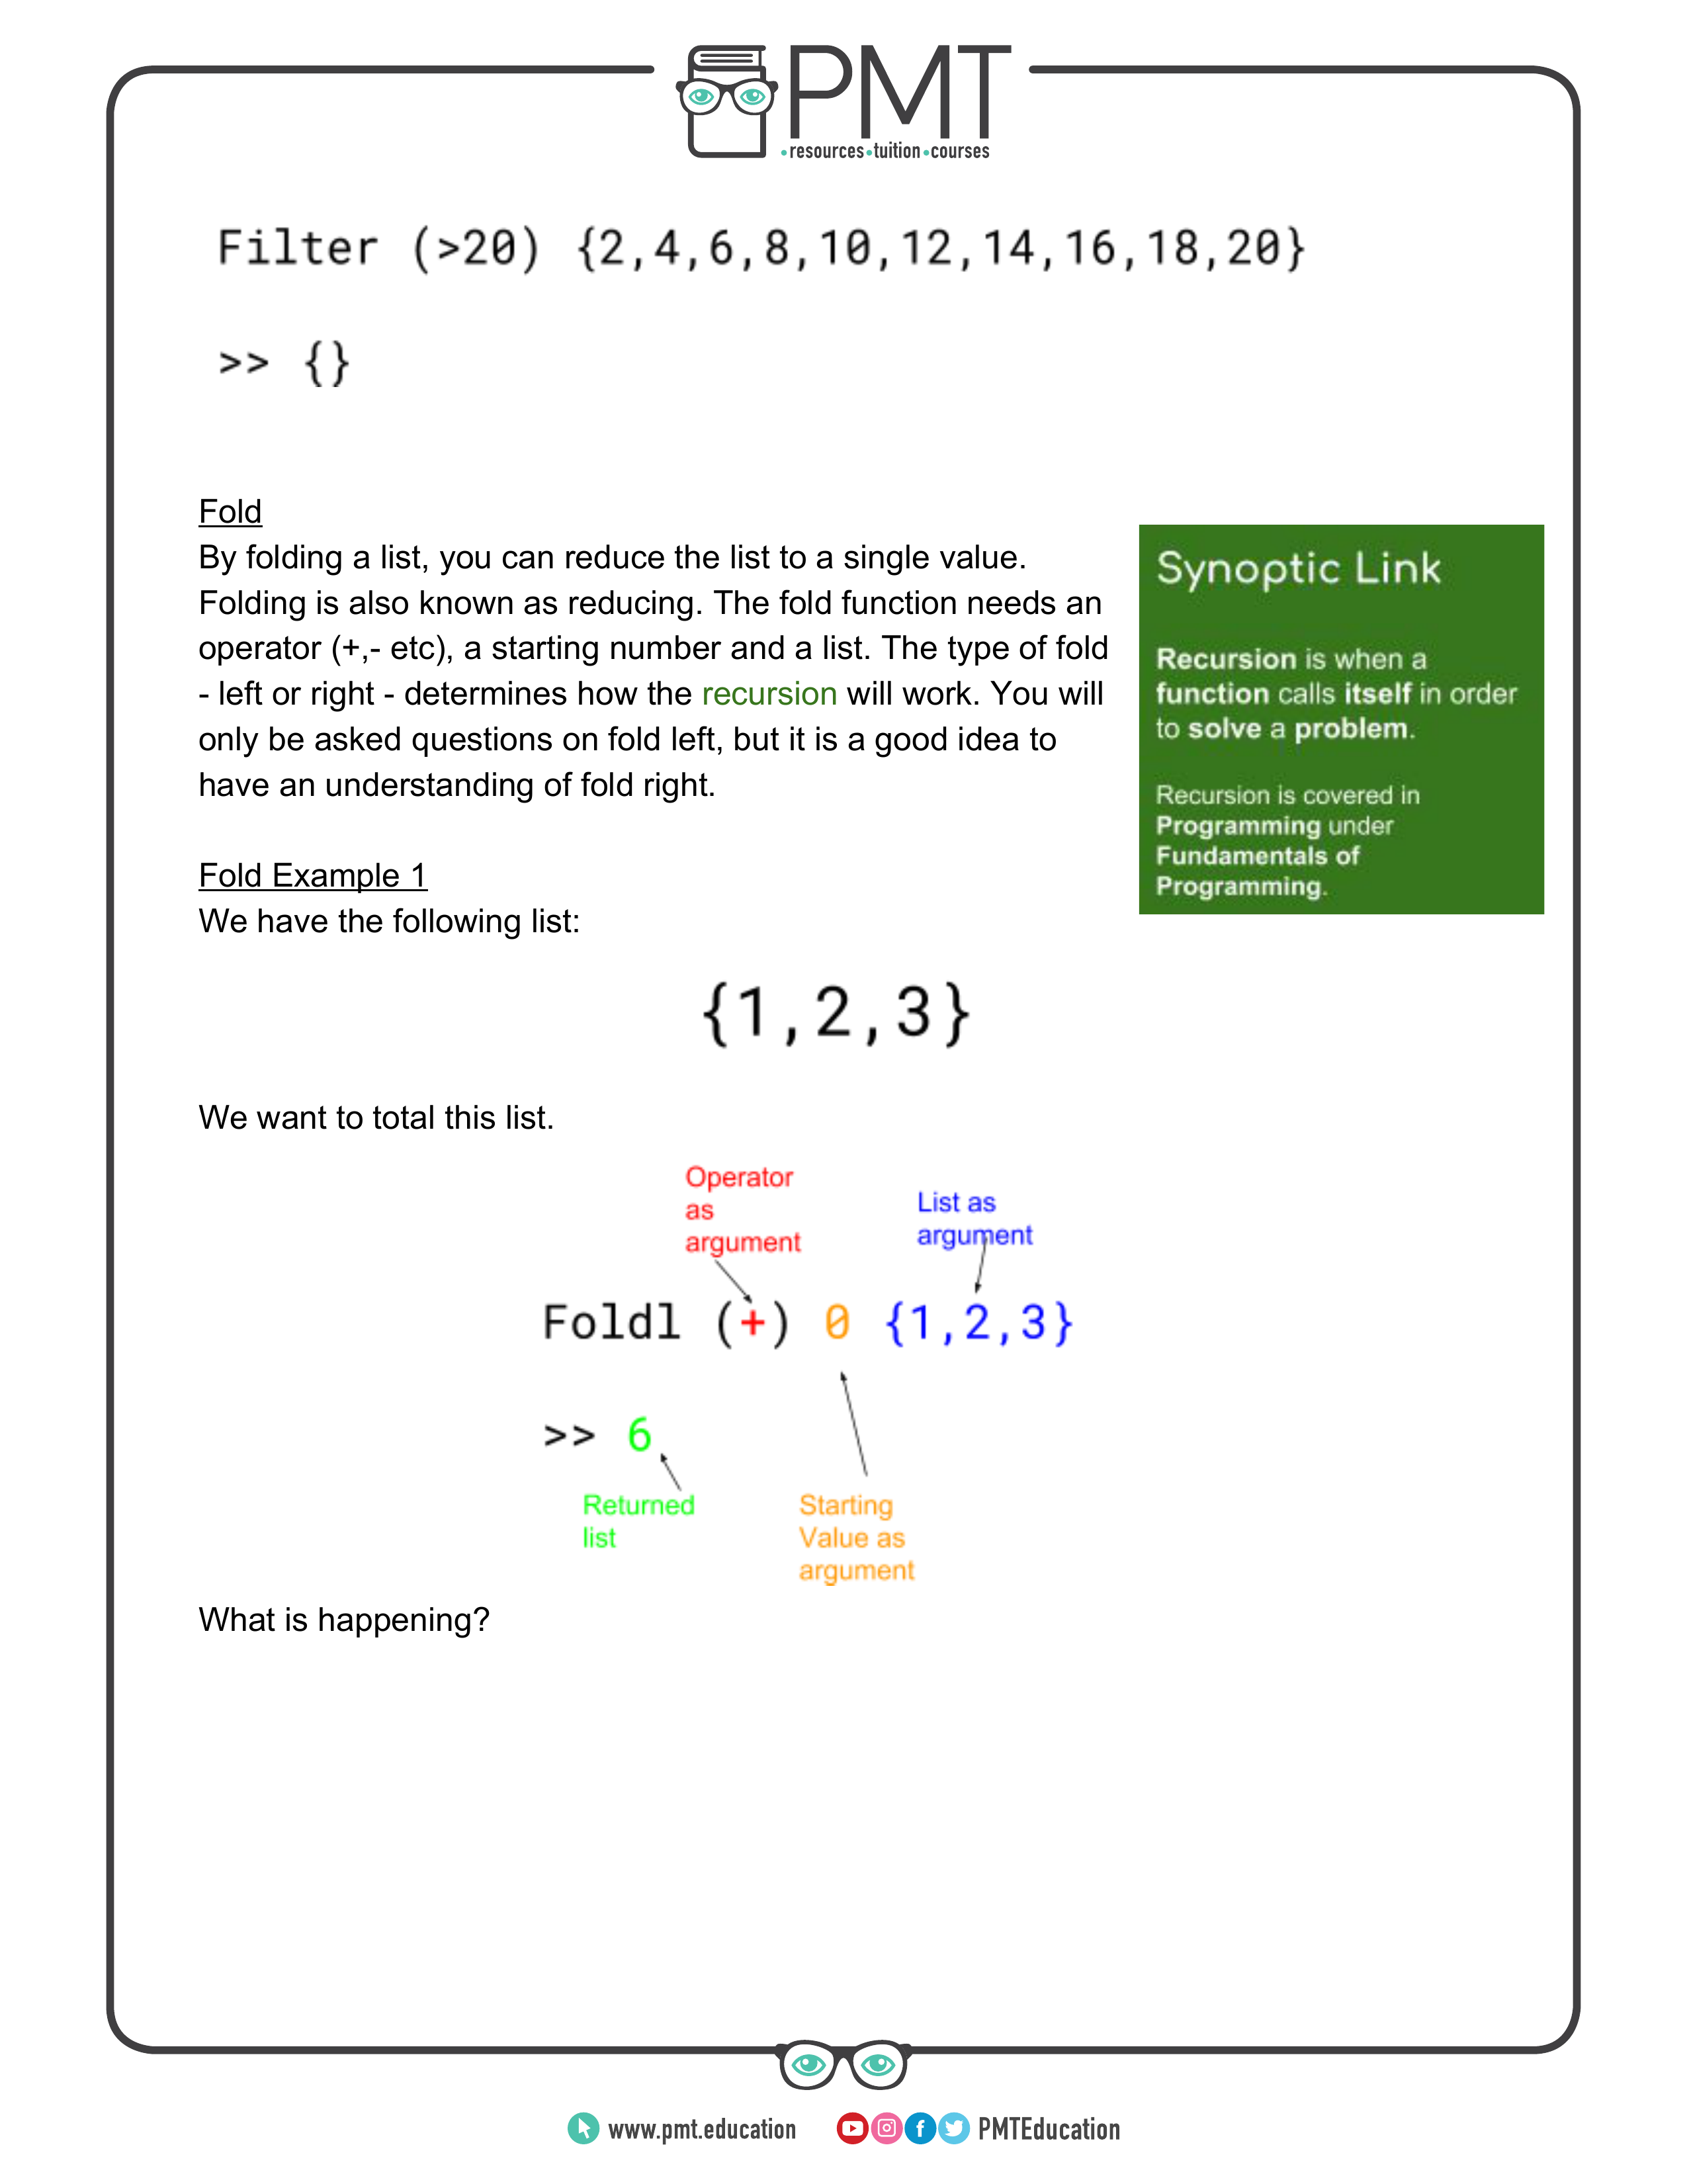 PMT
•resources•tuition•courses
Filter (>20) {2,4,6,8,10,12,14,16,18,20}
>> {}
Fold
By folding a list, you can reduce the list to a single value.
Folding is also known as reducing. The fold function needs an
operator (+,- etc), a starting number and a list. The type of fold
- left or right - determines how the recursion will work. You will
only be asked questions on fold left, but it is a good idea to
have an understanding of fold right.
Synoptic Link
Recursion is when a
function calls itself in order
to solve a problem.
Recursion is covered in
Programming under
Fundamentals of
Programming.
Fold Example 1
We have the following list:
{1,2,3}
We want to total this list.
Operator
as
argument
List as
argument
Foldl (+) 0 {1,2,3}
>> 6
Returned
list
Starting
Value as
argument
What is happening?
www.pmt.education
PMTEducation